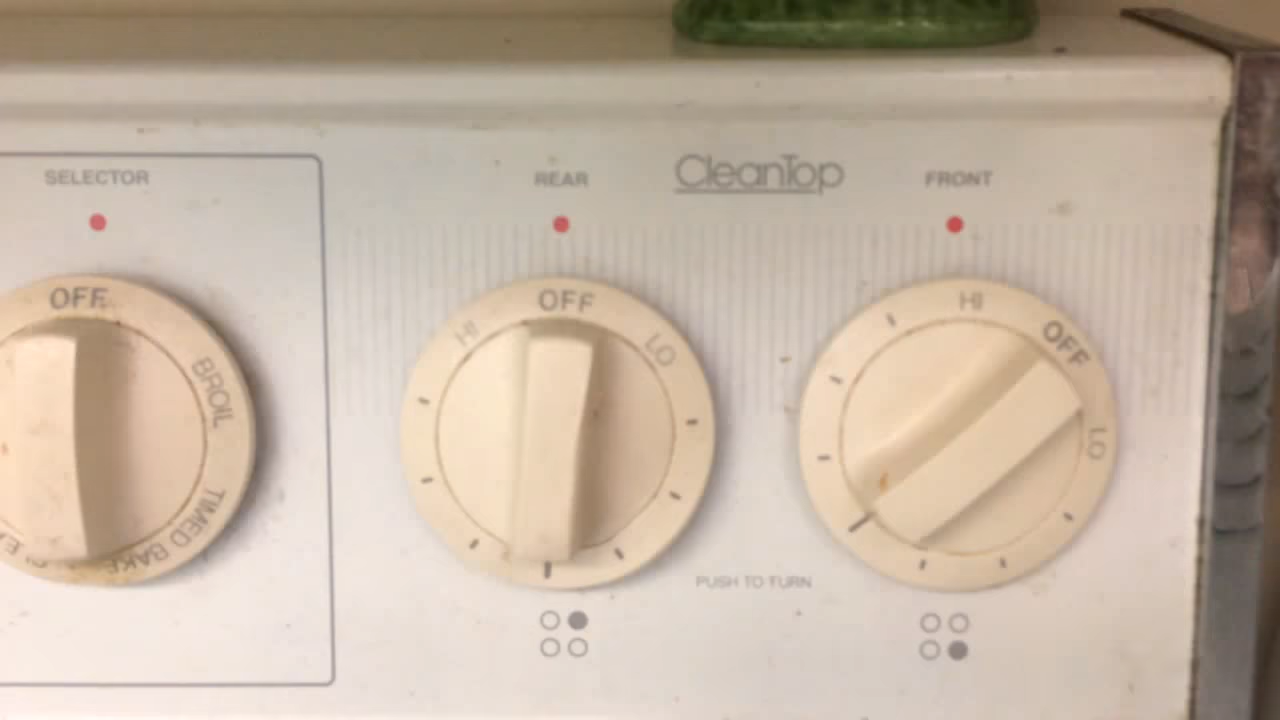 SELECTOR
REAR
CleanTop
FRONT
OFF
BROIL
TIMED BAKE
HI
OFF
LO
HI
OFF
LO
PUSH TO TURN